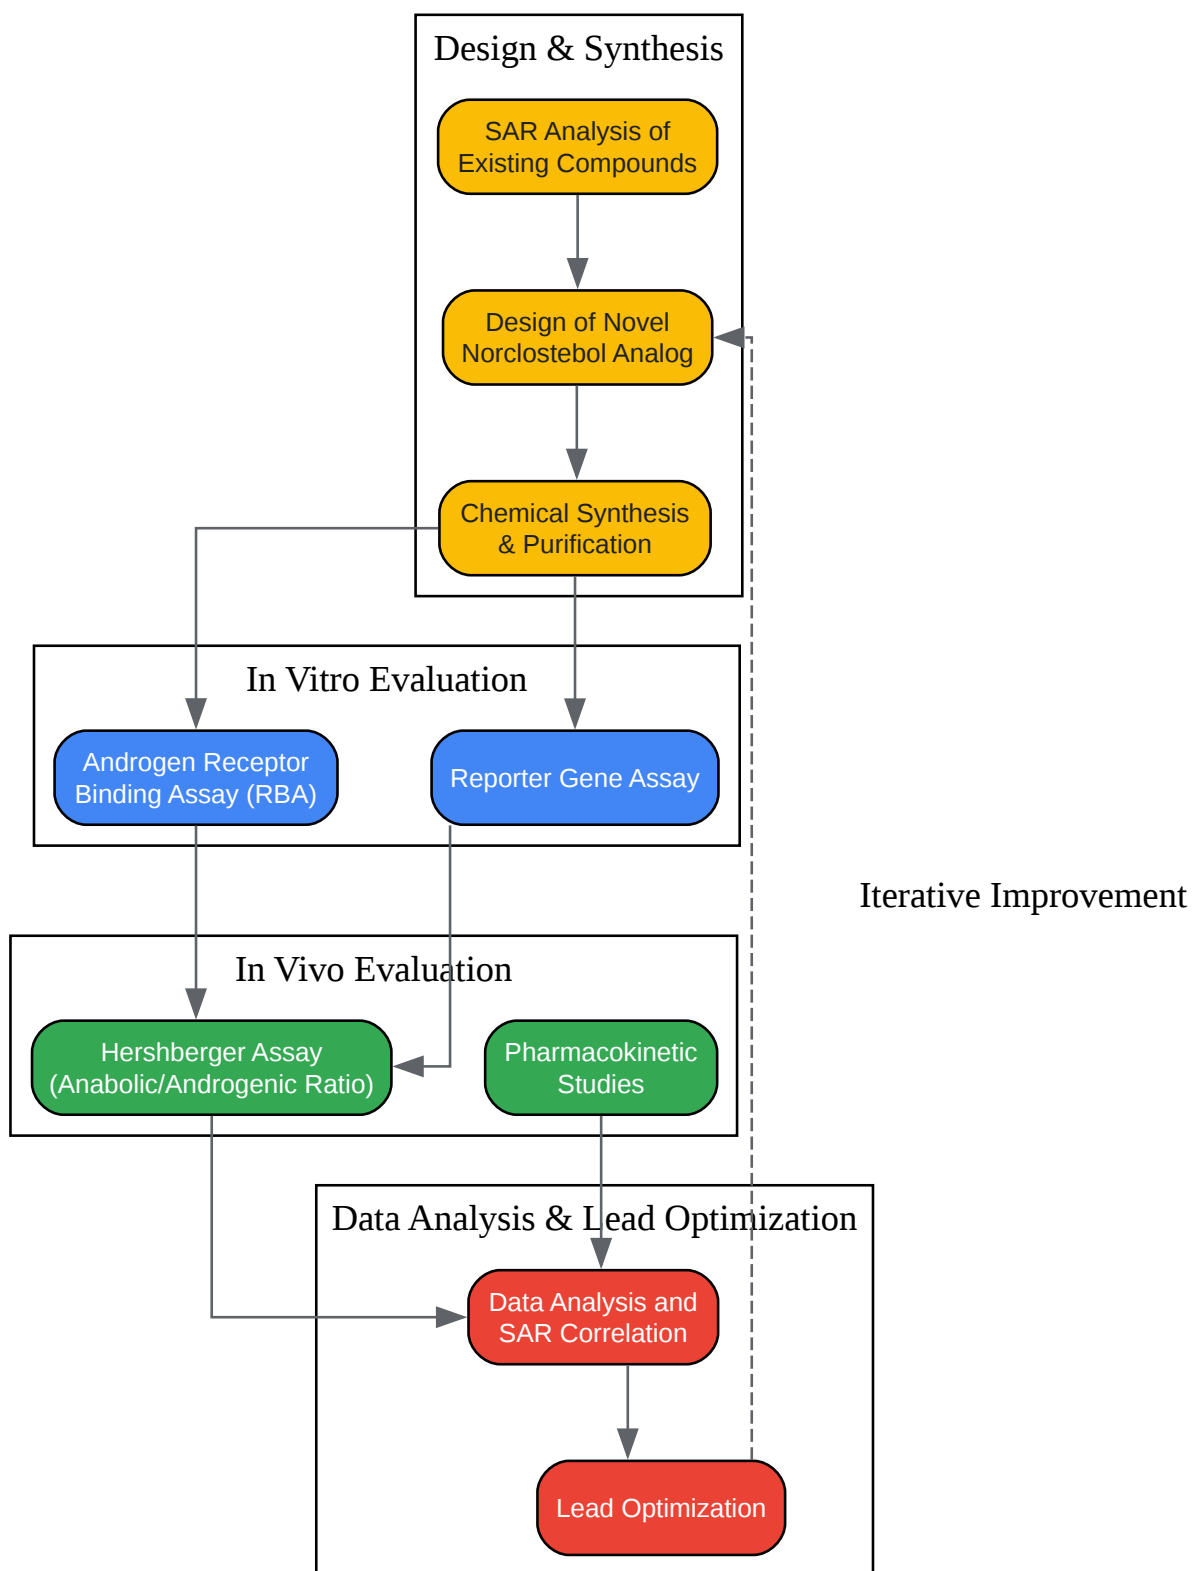 Design & Synthesis
SAR Analysis of
Existing Compounds
Design of Novel
Norclostebol Analog
Chemical Synthesis
& Purification
In Vitro Evaluation
Androgen Receptor
Binding Assay (RBA)
Reporter Gene Assay
Iterative Improvement
In Vivo Evaluation
Hershberger Assay
(Anabolic/Androgenic Ratio)
Pharmacokinetic
Studies
Data Analysis & Lead Optimization
Data Analysis and
SAR Correlation
Lead Optimization